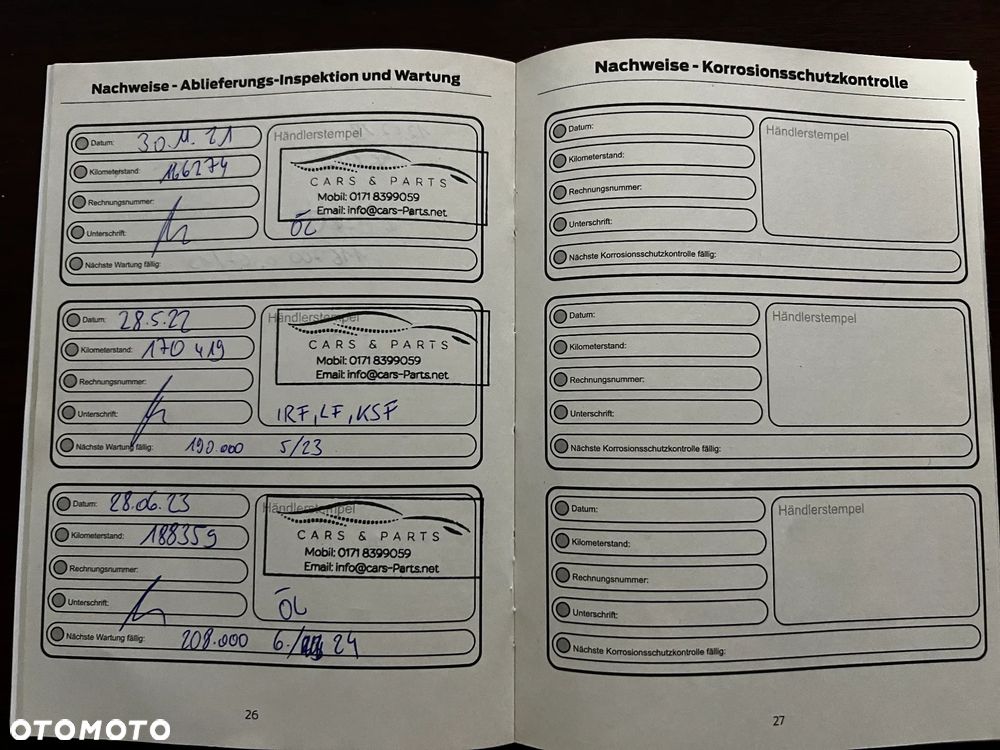 Nachweise - Ablieferungs-Inspektion und Wartung
Datum: 30.11.21
Kilometerstand: 166274
Rechnungsnummer:
Unterschrift:
Nächste Wartung fällig:
Händlerstempel
CARS & PARTS
Mobil: 0171 8399059
Email: info@cars-Parts.net
ÖL
Datum: 28.5.22
Kilometerstand: 170 419
Rechnungsnummer:
Unterschrift:
Händlerstempel
CARS & PARTS
Mobil: 0171 8399059
Email: info@cars-Parts.net
IRF, LF, KSF
Nächste Wartung fällig: 190.000 5/23
Datum: 28.06.23
Kilometerstand: 188359
Rechnungsnummer:
Unterschrift:
Händlerstempel
CARS & PARTS
Mobil: 0171 8399059
Email: info@cars-Parts.net
ÖL
Nächste Wartung fällig: 208.000 6./ 24
26
Nachweise - Korrosionsschutzkontrolle
Datum:
Kilometerstand:
Rechnungsnummer:
Unterschrift:
Nächste Korrosionsschutzkontrolle fällig:
Händlerstempel
Datum:
Kilometerstand:
Rechnungsnummer:
Unterschrift:
Nächste Korrosionsschutzkontrolle fällig:
Händlerstempel
Datum:
Kilometerstand:
Rechnungsnummer:
Unterschrift:
Nächste Korrosionsschutzkontrolle fällig:
Händlerstempel
27
OTOMOTO